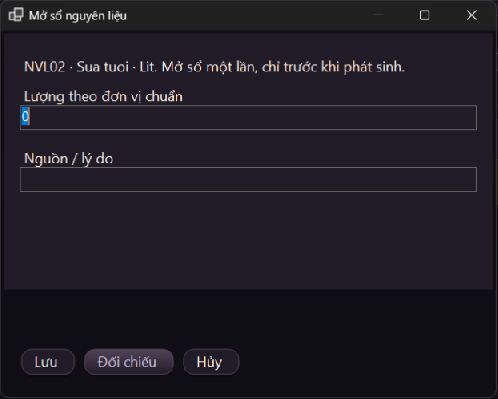 Mở sổ nguyên liệu
NVL02 · Sua tuoi · Lit. Mở sổ một lần, chỉ trước khi phát sinh.
Lượng theo đơn vị chuẩn
0
Nguồn / lý do
Lưu
Đối chiếu
Hủy